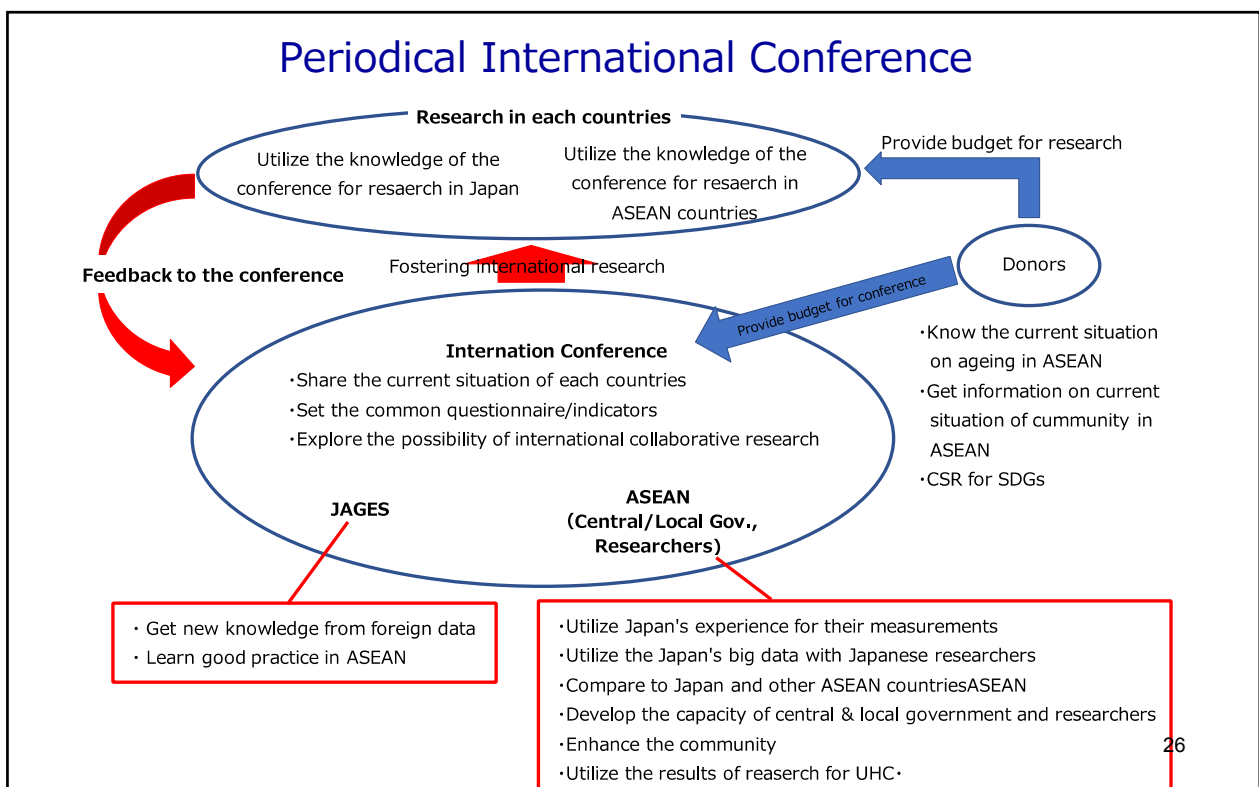 Periodical International Conference
Research in each countries
Utilize the knowledge of the
conference for resaerch in Japan
Utilize the knowledge of the
conference for resaerch in
ASEAN countries
Provide budget for research
Feedback to the conference
Fostering international research
Donors
Provide budget for conference
・Know the current situation
on ageing in ASEAN
・Get information on current
situation of cummunity in
ASEAN
・CSR for SDGs
Internation Conference
・Share the current situation of each countries
・Set the common questionnaire/indicators
・Explore the possibility of international collaborative research
JAGES
ASEAN
(Central/Local Gov.,
Researchers)
・Get new knowledge from foreign data
・Learn good practice in ASEAN
・Utilize Japan's experience for their measurements
・Utilize the Japan's big data with Japanese researchers
・Compare to Japan and other ASEAN countriesASEAN
・Develop the capacity of central & local government and researchers
・Enhance the community
・Utilize the results of reaserch for UHC・
26